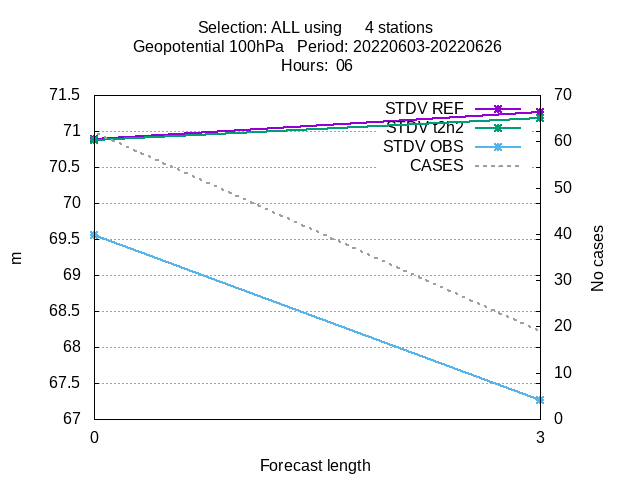 Selection: ALL using 4 stations
Geopotential 100hPa Period: 20220603-20220626
Hours: 06
71.5
71
70.5
70
69.5
69
68.5
68
67.5
67
70
60
50
40
30
20
10
0
STDV REF
STDV t2h2
STDV OBS
CASES
m
No cases
0
3
Forecast length